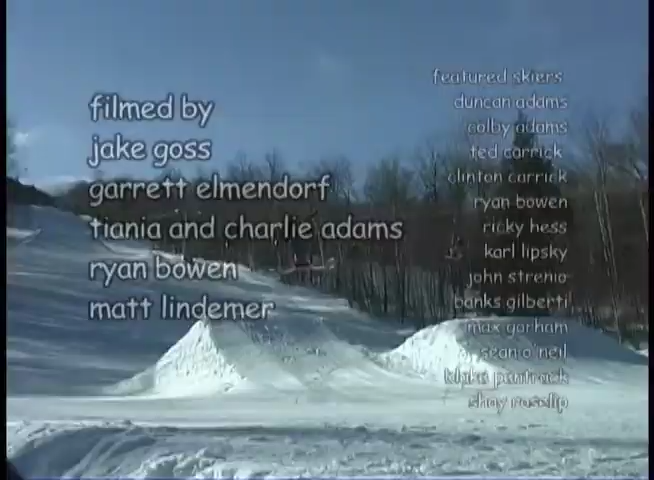 filmed by
jake goss
garrett elmendorf
tiania and charlie adams
ryan bowen
matt lindemer
featured skiers
duncan adams
colby adams
ted carrick
clinton carrick
ryan bowen
ricky hess
karl lipsky
john strenio
banks gilberti
max gorham
sean o'neil
blake
shay